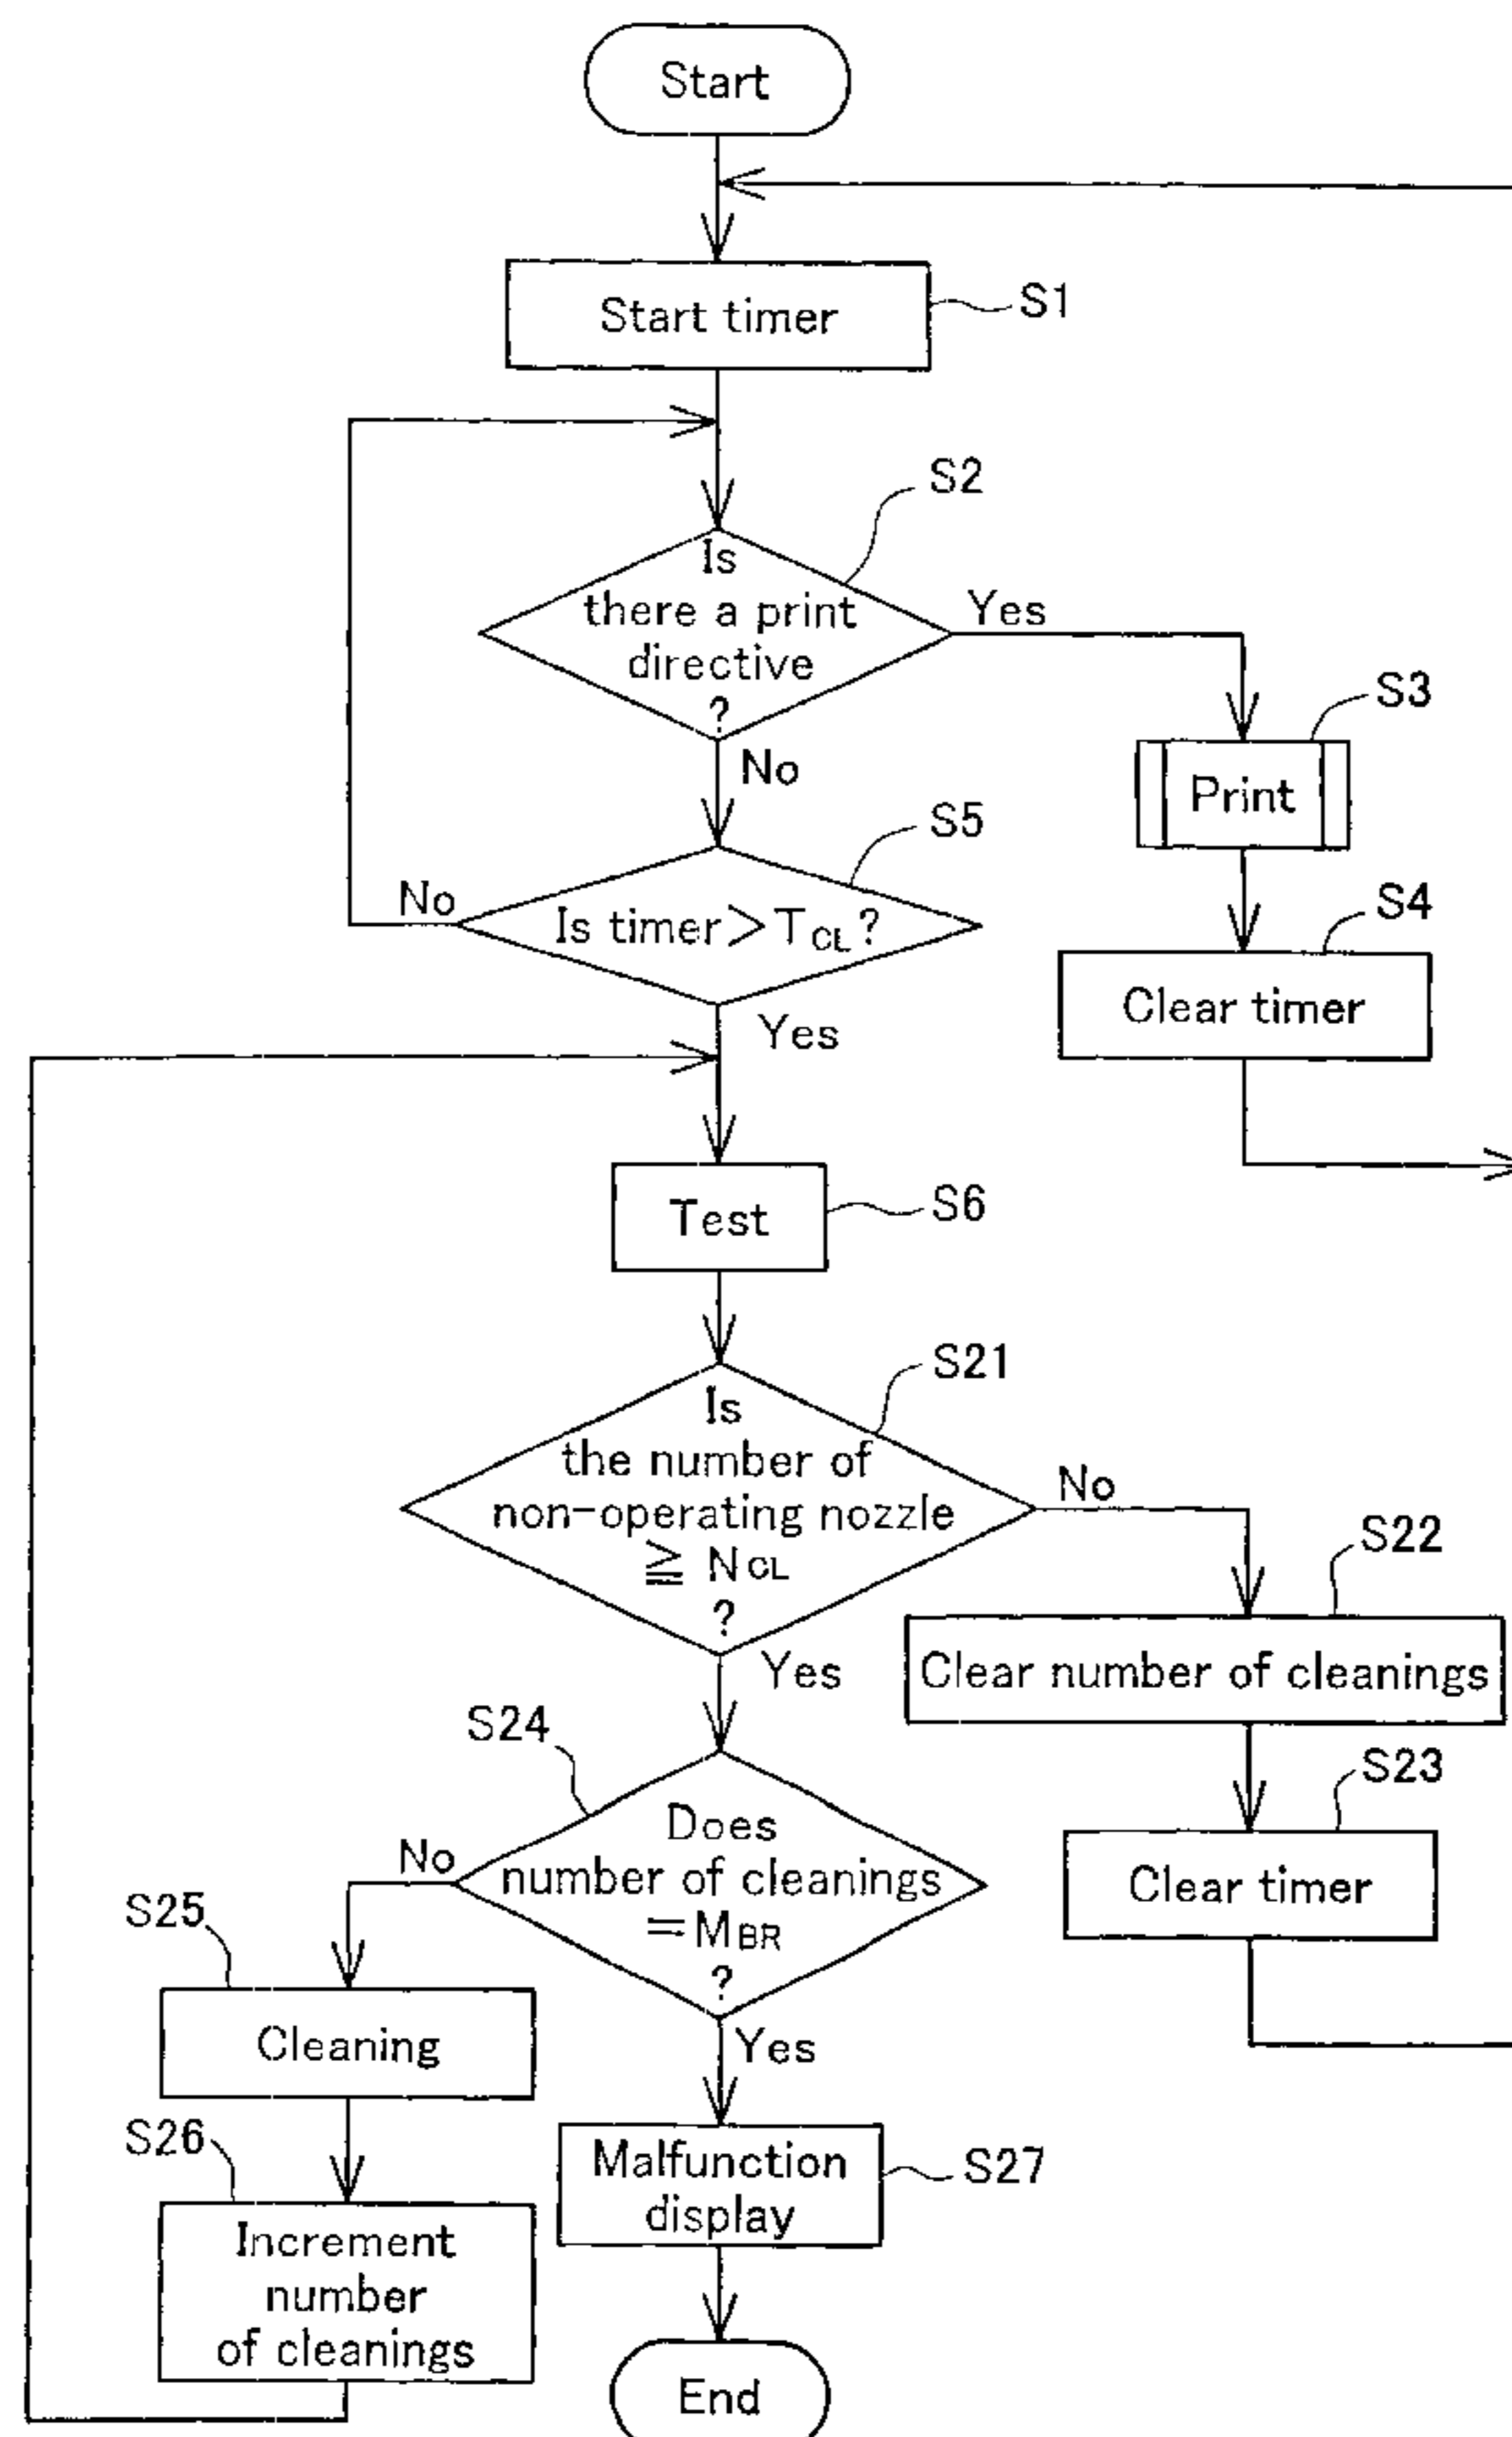 Start
Start timer
S1
S2
Is
there a print
directive
?
Yes
No
S3
Print
S4
Clear timer
S5
Is timer＞TCL?
No
Yes
Test
S6
S21
Is
the number of
non-operating nozzle
≧ NCL
?
No
Yes
S22
Clear number of cleanings
S23
Clear timer
S24
Does
number of cleanings
=MBR
?
No
Yes
S25
Cleaning
S26
Increment
number
of cleanings
Malfunction
display
S27
End